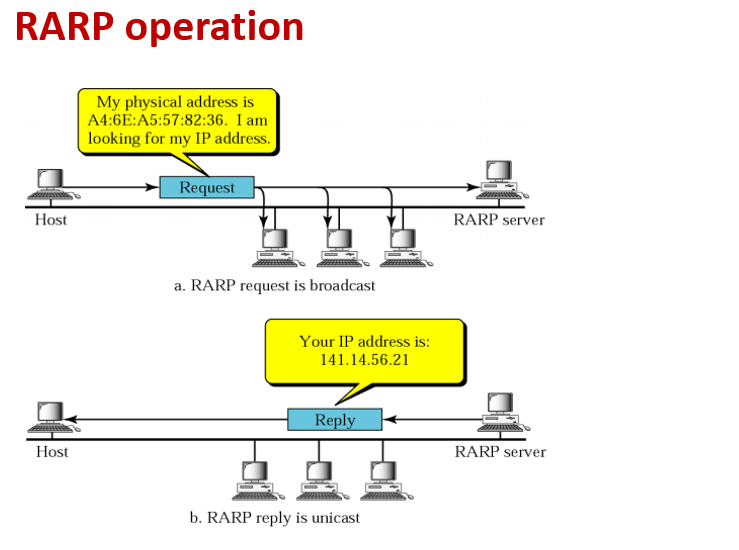 RARP operation
My physical address is
A4:6E:A5:57:82:36. I am
looking for my IP address.
Request
Host
RARP server
a. RARP request is broadcast
Your IP address is:
141.14.56.21
Reply
Host
RARP server
b. RARP reply is unicast